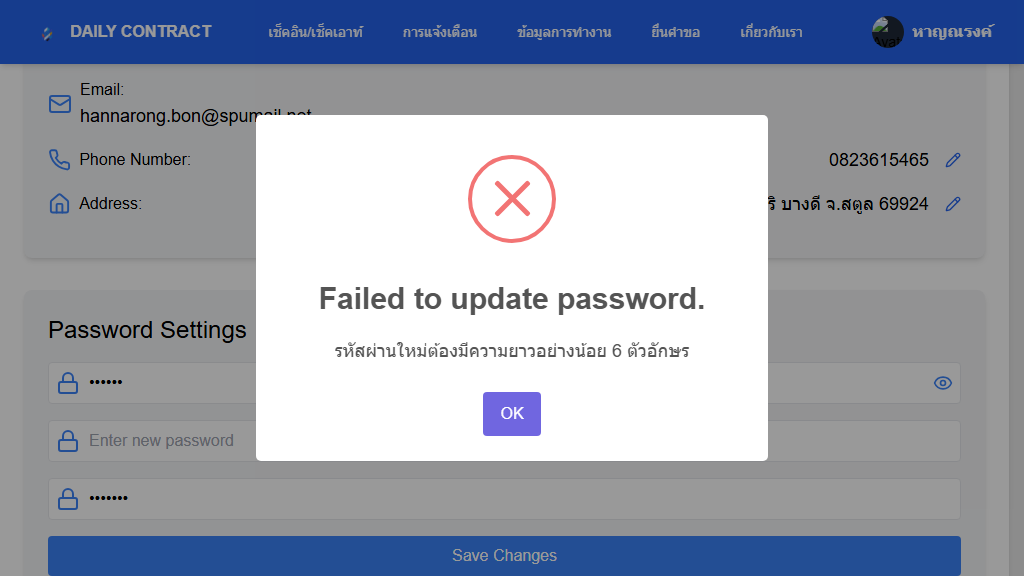 DAILY CONTRACT
เช็คอิน/เช็คเอาท์
การแจ้งเตือน
ข้อมูลการทำงาน
ยื่นคำขอ
เกี่ยวกับเรา
หาญณรงค์
Email:
hannarong.bon@spumail.net
Phone Number:
0823615465
Address:
รี บางดี จ.สตูล 69924
Failed to update password.
รหัสผ่านใหม่ต้องมีความยาวอย่างน้อย 6 ตัวอักษร
OK
Password Settings
••••••
Enter new password
•••••••
Save Changes